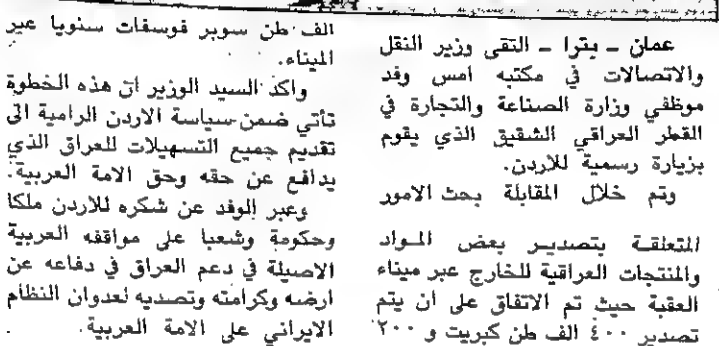 عمان ـ بترا ـ التقى وزير النقل
والاتصالات في مكتبه امس وفد
موظفي وزارة الصناعة والتجارة في
القطر العراقي الشقيق الذي يقوم
بزيارة رسمية للاردن.
وتم خلال المقابلة بحث الامور
المتعلقة بتصدير بعض المواد
والمنتجات العراقية للخارج عبر ميناء
العقبة حيث تم الاتفاق على ان يتم
تصدير ٤٠٠ الف طن كبريت و ٢٠٠
الف طن سوبر فوسفات سنويا عبر
الميناء.
واكد السيد الوزير ان هذه الخطوة
تأتي ضمن سياسة الاردن الرامية الى
تقديم جميع التسهيلات للعراق الذي
يدافع عن حقه وحق الامة العربية.
وعبر الوفد عن شكره للاردن ملكا
وحكومة وشعبا على مواقفه العربية
الاصيلة في دعم العراق في دفاعه عن
ارضه وكرامته وتصديه لعدوان النظام
الايراني على الامة العربية.